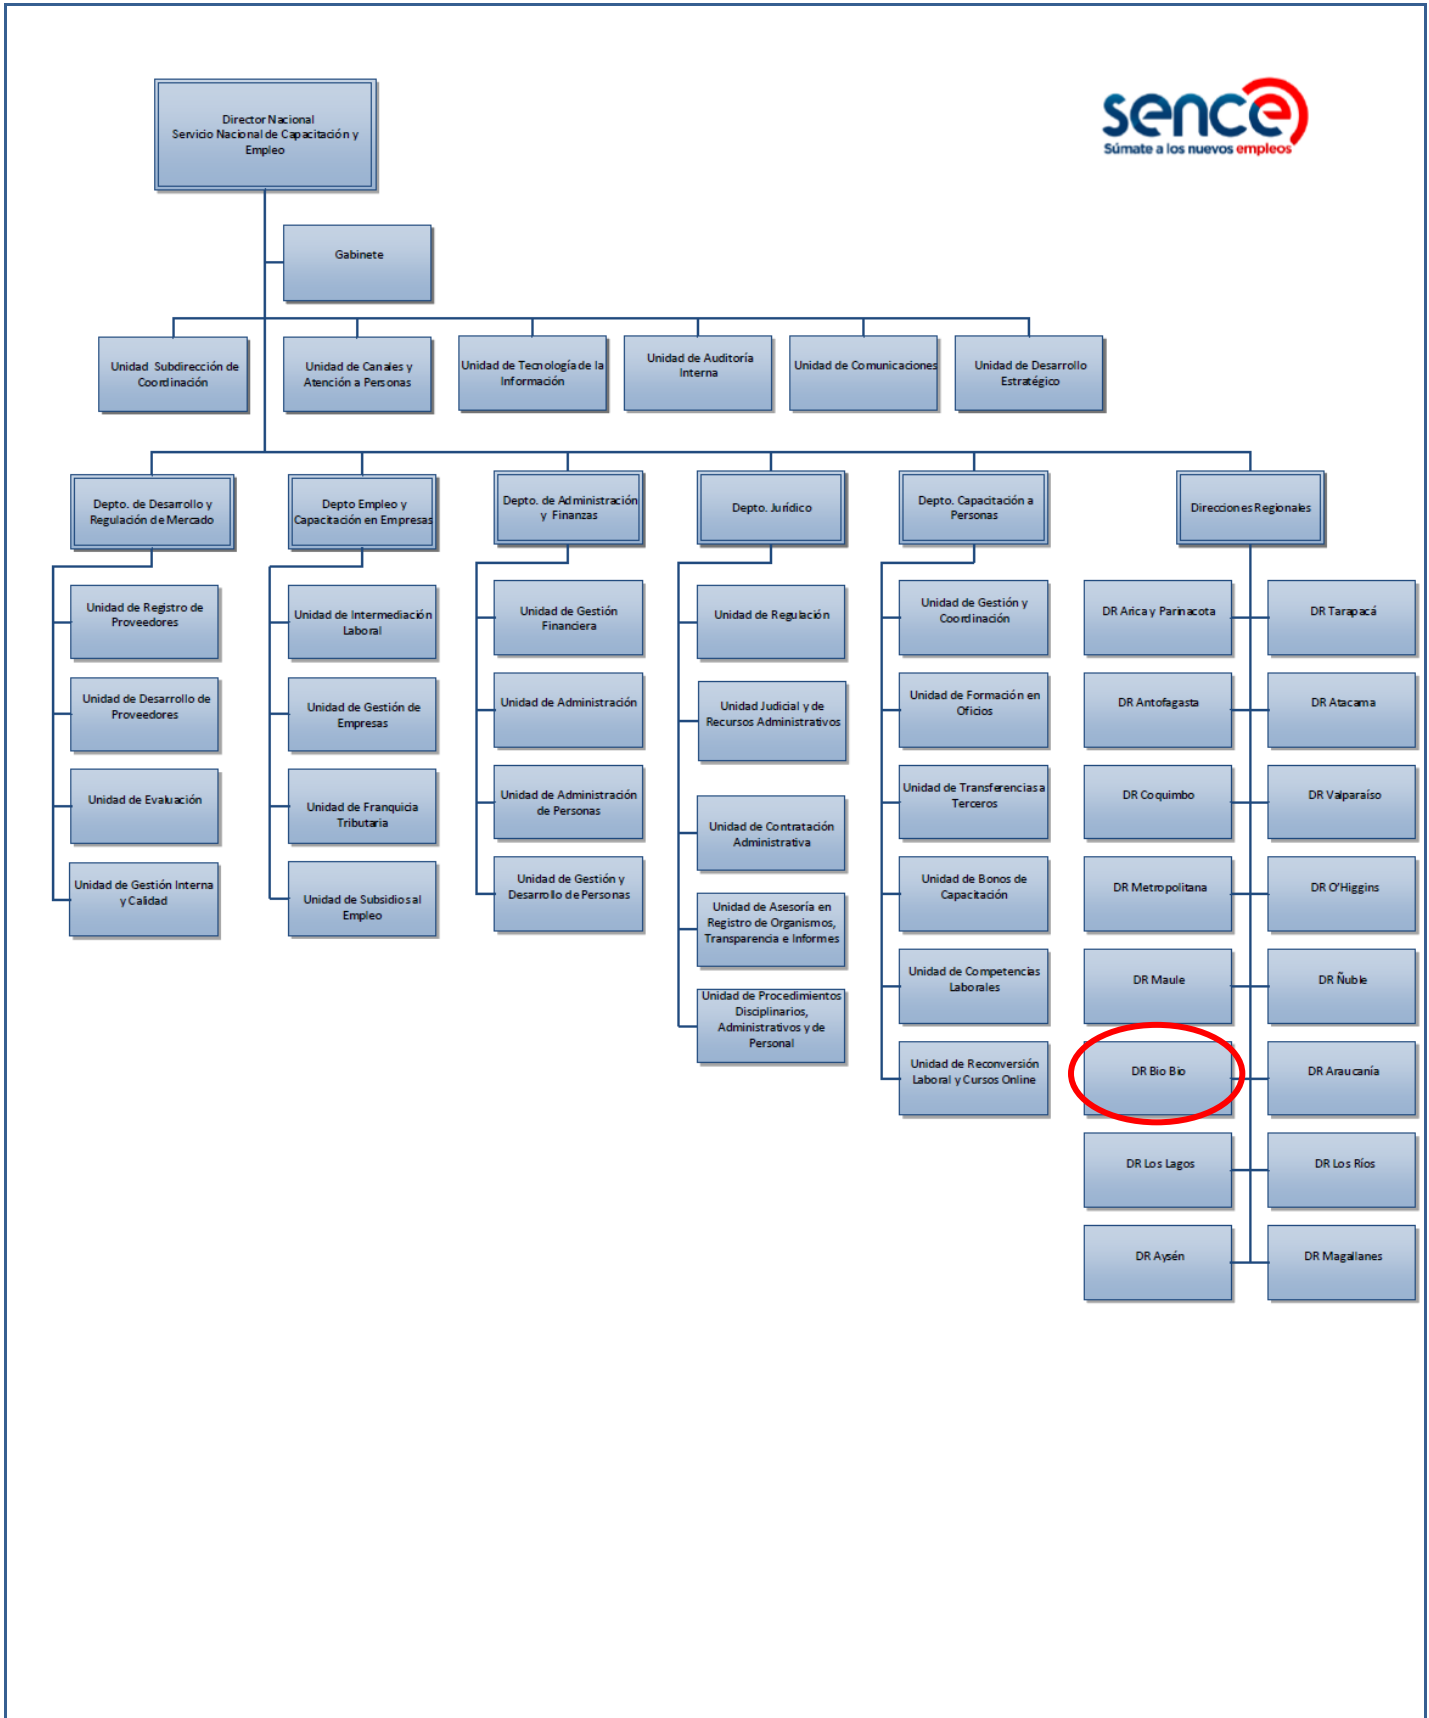 Director Nacional
Servicio Nacional de Capacitación y
Empleo
sence
Súmate a los nuevos empleos
Gabinete
Unidad Subdirección de
Coordinación
Unidad de Canales y
Atención a Personas
Unidad de Tecnología de la
Información
Unidad de Auditoría
Interna
Unidad de Comunicaciones
Unidad de Desarrollo
Estratégico
Depto. de Desarrollo y
Regulación de Mercado
Depto Empleo y
Capacitación en Empresas
Depto. de Administración
y Finanzas
Depto. Jurídico
Depto. Capacitación a
Personas
Direcciones Regionales
Unidad de Registro de
Proveedores
Unidad de Desarrollo de
Proveedores
Unidad de Evaluación
Unidad de Gestión Interna
y Calidad
Unidad de Intermediación
Laboral
Unidad de Gestión de
Empresas
Unidad de Franquicia
Tributaria
Unidad de Subsidios al
Empleo
Unidad de Gestión
Financiera
Unidad de Administración
Unidad de Administración
de Personas
Unidad de Gestión y
Desarrollo de Personas
Unidad de Regulación
Unidad Judicial y de
Recursos Administrativos
Unidad de Contratación
Administrativa
Unidad de Asesoría en
Registro de Organismos,
Transparencia e Informes
Unidad de Procedimientos
Disciplinarios,
Administrativos y de
Personal
Unidad de Gestión y
Coordinación
Unidad de Formación en
Oficios
Unidad de Transferencias a
Terceros
Unidad de Bonos de
Capacitación
Unidad de Competencias
Laborales
Unidad de Reconversión
Laboral y Cursos Online
DR Arica y Parinacota
DR Tarapacá
DR Antofagasta
DR Atacama
DR Coquimbo
DR Valparaíso
DR Metropolitana
DR O'Higgins
DR Maule
DR Ñuble
DR Bio Bio
DR Araucanía
DR Los Lagos
DR Los Ríos
DR Aysén
DR Magallanes